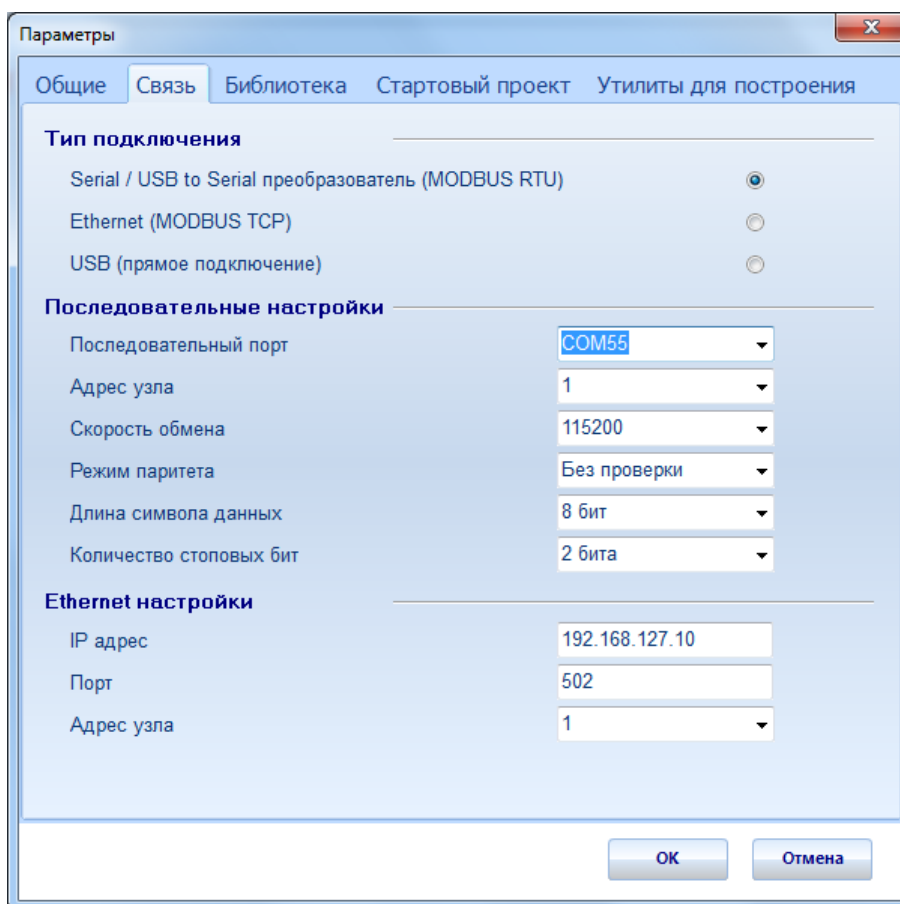 Параметры
Общие Связь Библиотека Стартовый проект Утилиты для построения
Тип подключения
Serial / USB to Serial преобразователь (MODBUS RTU)
Ethernet (MODBUS TCP)
USB (прямое подключение)
Последовательные настройки
Последовательный порт COM55
Адрес узла 1
Скорость обмена 115200
Режим паритета Без проверки
Длина символа данных 8 бит
Количество стоповых бит 2 бита
Ethernet настройки
IP адрес 192.168.127.10
Порт 502
Адрес узла 1
ОК Отмена